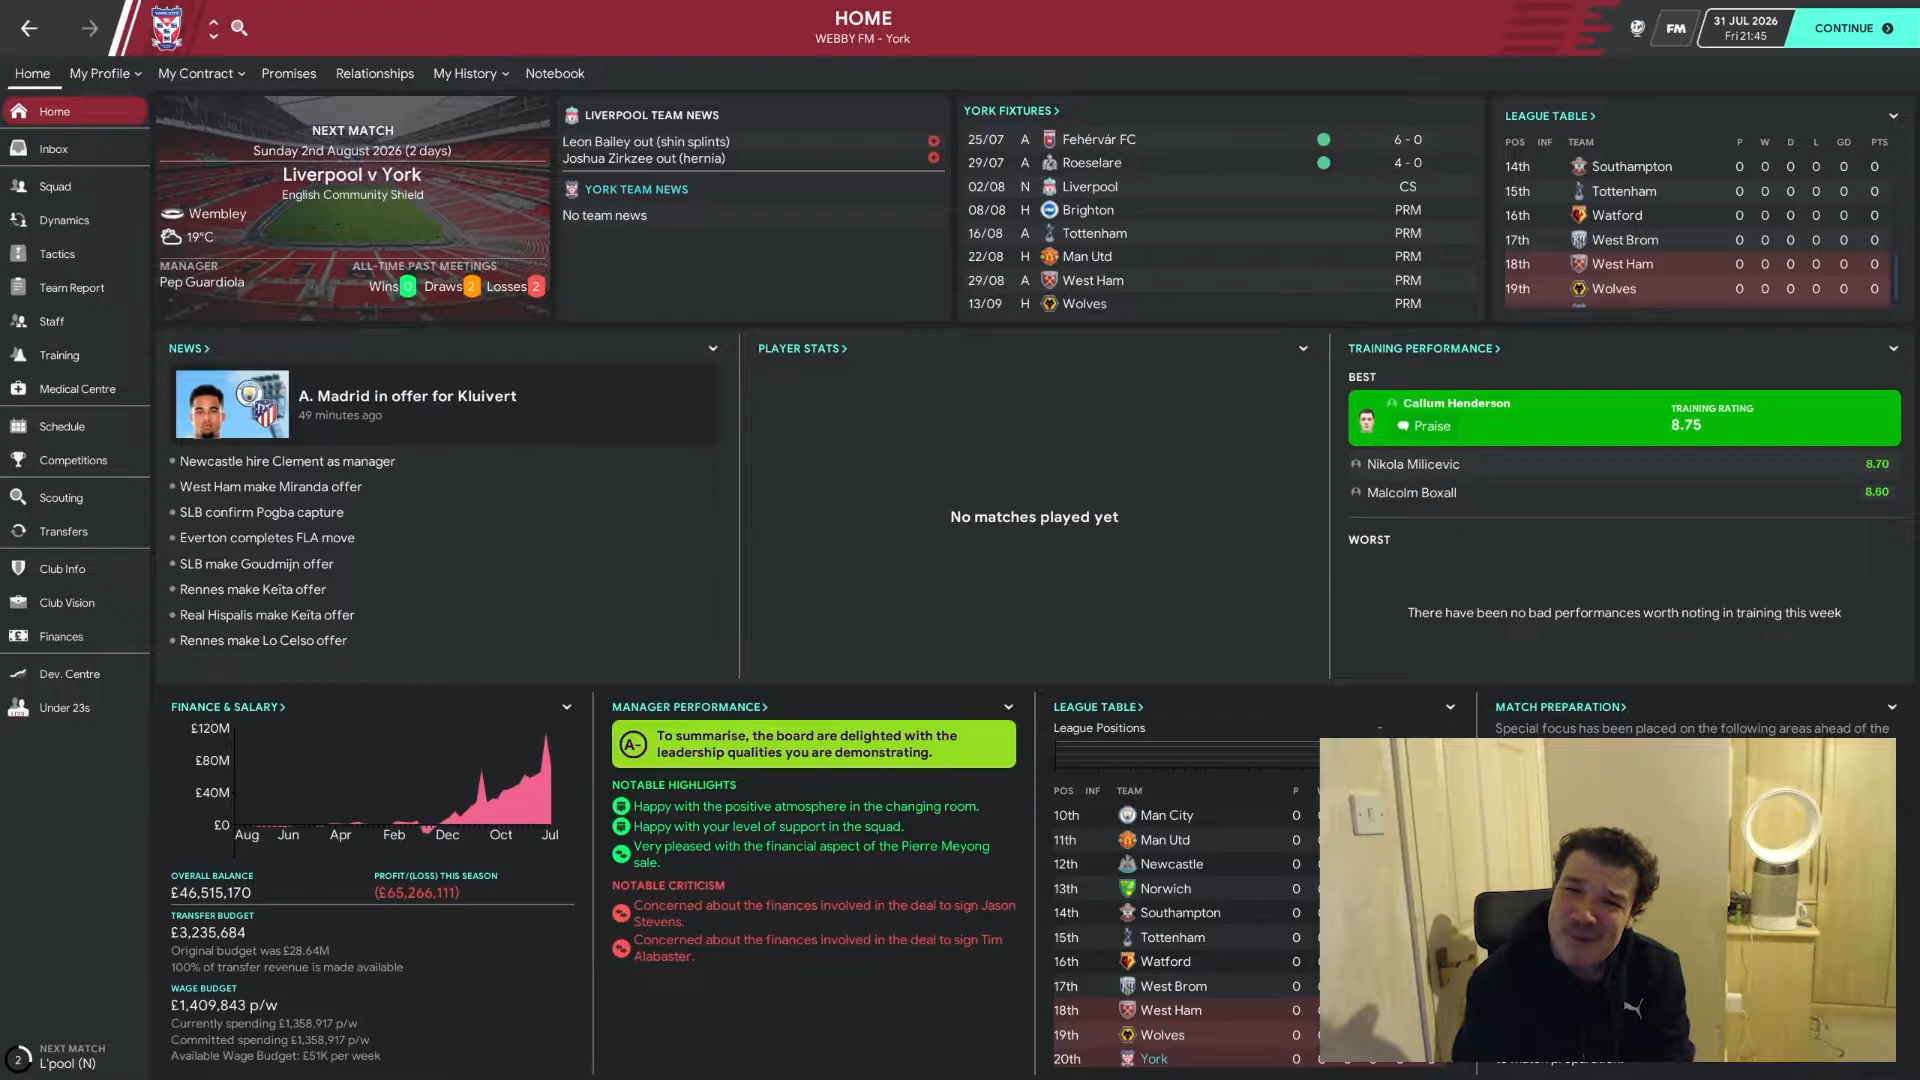 HOME
WEBBY FM - York
FM
31 JUL 2026
Fri 21:45
CONTINUE
Home
My Profile
My Contract
Promises
Relationships
My History
Notebook
Home
Inbox
Squad
Dynamics
Tactics
Team Report
Staff
Training
Medical Centre
Schedule
Competitions
Scouting
Transfers
Club Info
Club Vision
Finances
Dev. Centre
Under 23s
2
NEXT MATCH
L'pool (N)
NEXT MATCH
Sunday 2nd August 2026 (2 days)
Liverpool v York
English Community Shield
Wembley
19°C
MANAGER
Pep Guardiola
ALL-TIME PAST MEETINGS
Wins 0 Draws 2 Losses 2
LIVERPOOL TEAM NEWS
Leon Bailey out (shin splints)
Joshua Zirkzee out (hernia)
YORK TEAM NEWS
No team news
YORK FIXTURES >
25/07 A Fehérvár FC 6 - 0
29/07 A Roeselare 4 - 0
02/08 N Liverpool CS
08/08 H Brighton PRM
16/08 A Tottenham PRM
22/08 H Man Utd PRM
29/08 A West Ham PRM
13/09 H Wolves PRM
LEAGUE TABLE >
POS INF TEAM P W D L GD PTS
14th Southampton 0 0 0 0 0 0
15th Tottenham 0 0 0 0 0 0
16th Watford 0 0 0 0 0 0
17th West Brom 0 0 0 0 0 0
18th West Ham 0 0 0 0 0 0
19th Wolves 0 0 0 0 0 0
NEWS >
A. Madrid in offer for Kluivert
49 minutes ago
Newcastle hire Clement as manager
West Ham make Miranda offer
SLB confirm Pogba capture
Everton completes FLA move
SLB make Goudmijn offer
Rennes make Keïta offer
Real Hispalis make Keïta offer
Rennes make Lo Celso offer
PLAYER STATS >
No matches played yet
TRAINING PERFORMANCE >
BEST
Callum Henderson
Praise
TRAINING RATING
8.75
Nikola Milicevic 8.70
Malcolm Boxall 8.60
WORST
There have been no bad performances worth noting in training this week
FINANCE & SALARY >
£120M
£80M
£40M
£0
Aug Jun Apr Feb Dec Oct Jul
OVERALL BALANCE
£46,515,170
PROFIT/(LOSS) THIS SEASON
(£65,266,111)
TRANSFER BUDGET
£3,235,684
Original budget was £28.64M
100% of transfer revenue is made available
WAGE BUDGET
£1,409,843 p/w
Currently spending £1,358,917 p/w
Committed spending £1,358,917 p/w
Available Wage Budget: £51K per week
MANAGER PERFORMANCE >
A-
To summarise, the board are delighted with the
leadership qualities you are demonstrating.
NOTABLE HIGHLIGHTS
Happy with the positive atmosphere in the changing room.
Happy with your level of support in the squad.
Very pleased with the financial aspect of the Pierre Meyong
sale.
NOTABLE CRITICISM
Concerned about the finances involved in the deal to sign Jason
Stevens.
Concerned about the finances involved in the deal to sign Tim
Alabaster.
LEAGUE TABLE >
League Positions -
POS INF TEAM P
10th Man City 0
11th Man Utd 0
12th Newcastle 0
13th Norwich 0
14th Southampton 0
15th Tottenham 0
16th Watford 0
17th West Brom 0
18th West Ham 0
19th Wolves 0
20th York 0
MATCH PREPARATION >
Special focus has been placed on the following areas ahead of the
to match preparation.